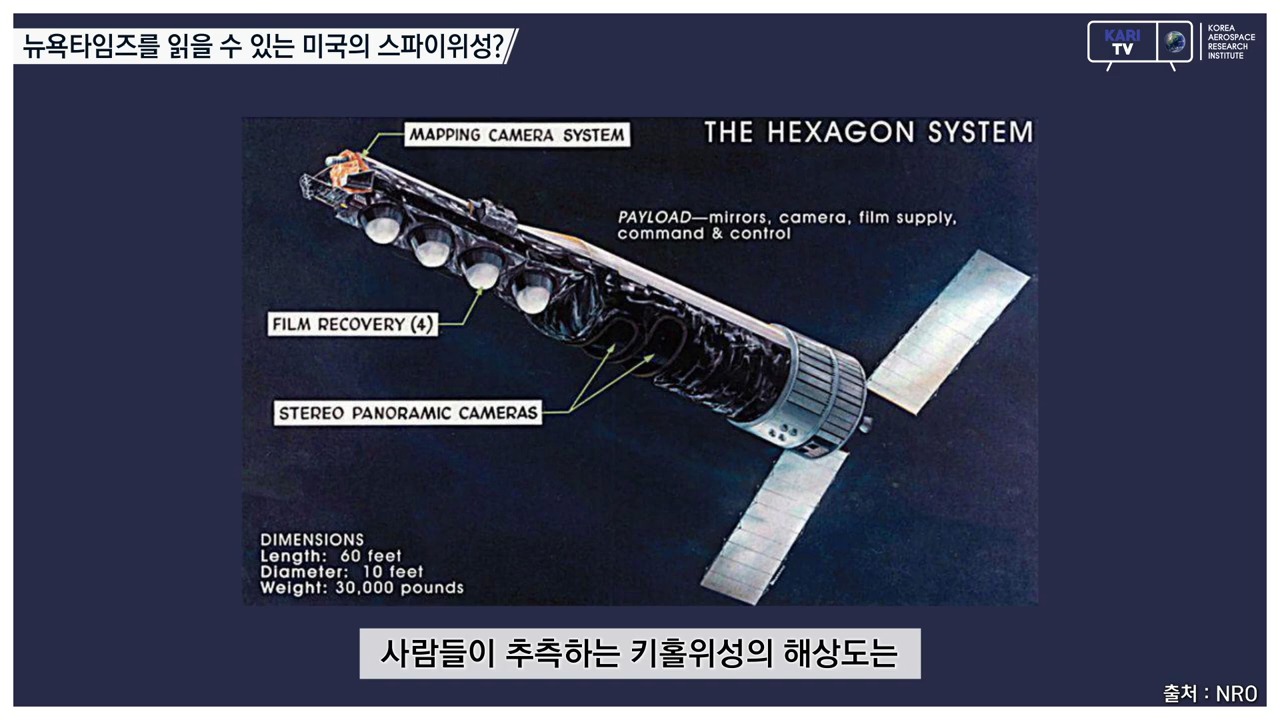 뉴욕타임즈를 읽을 수 있는 미국의 스파이위성?
KARI
TV
KOREA
AEROSPACE
RESEARCH
INSTITUTE
MAPPING CAMERA SYSTEM
THE HEXAGON SYSTEM
PAYLOAD—mirrors, camera, film supply,
command & control
FILM RECOVERY (4)
STEREO PANORAMIC CAMERAS
DIMENSIONS
Length: 60 feet
Diameter: 10 feet
Weight: 30,000 pounds
사람들이 추측하는 키홀위성의 해상도는
출처 : NRO